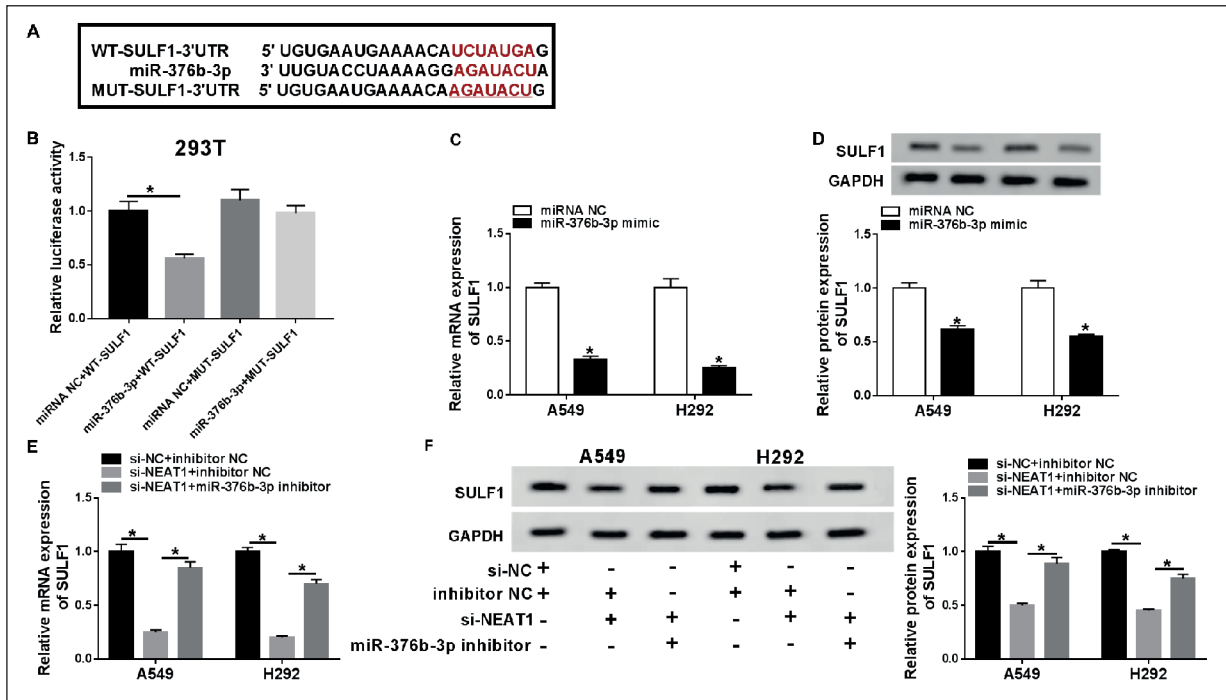 A
WT-SULF1-3'UTR 5' UGUGAAUGAAAACAUCUAUGAG
miR-376b-3p 3' UUGUACCUAAAAGGAGAUACUA
MUT-SULF1-3'UTR 5' UGUGAAUGAAAACAAGAUACUG
B
293T
Relative luciferase activity
1.5
1.0
0.5
0.0
*
miRNA NC+WT-SULF1
miR-376b-3p+WT-SULF1
miRNA NC+MUT-SULF1
miR-376b-3p+MUT-SULF1
C
miRNA NC
miR-376b-3p mimic
Relative mRNA expression
of SULF1
1.5
1.0
0.5
0.0
* *
A549 H292
D
SULF1
GAPDH
miRNA NC
miR-376b-3p mimic
Relative protein expression
of SULF1
1.5
1.0
0.5
0.0
* *
A549 H292
E
si-NC+inhibitor NC
si-NEAT1+inhibitor NC
si-NEAT1+miR-376b-3p inhibitor
Relative mRNA expression
of SULF1
1.5
1.0
0.5
0.0
* * * *
A549 H292
F
A549 H292
SULF1
GAPDH
si-NC + - - + - -
inhibitor NC + + - + + -
si-NEAT1 - + + - + +
miR-376b-3p inhibitor - - + - - +
si-NC+inhibitor NC
si-NEAT1+inhibitor NC
si-NEAT1+miR-376b-3p inhibitor
Relative protein expression
of SULF1
1.5
1.0
0.5
0.0
* * * *
A549 H292